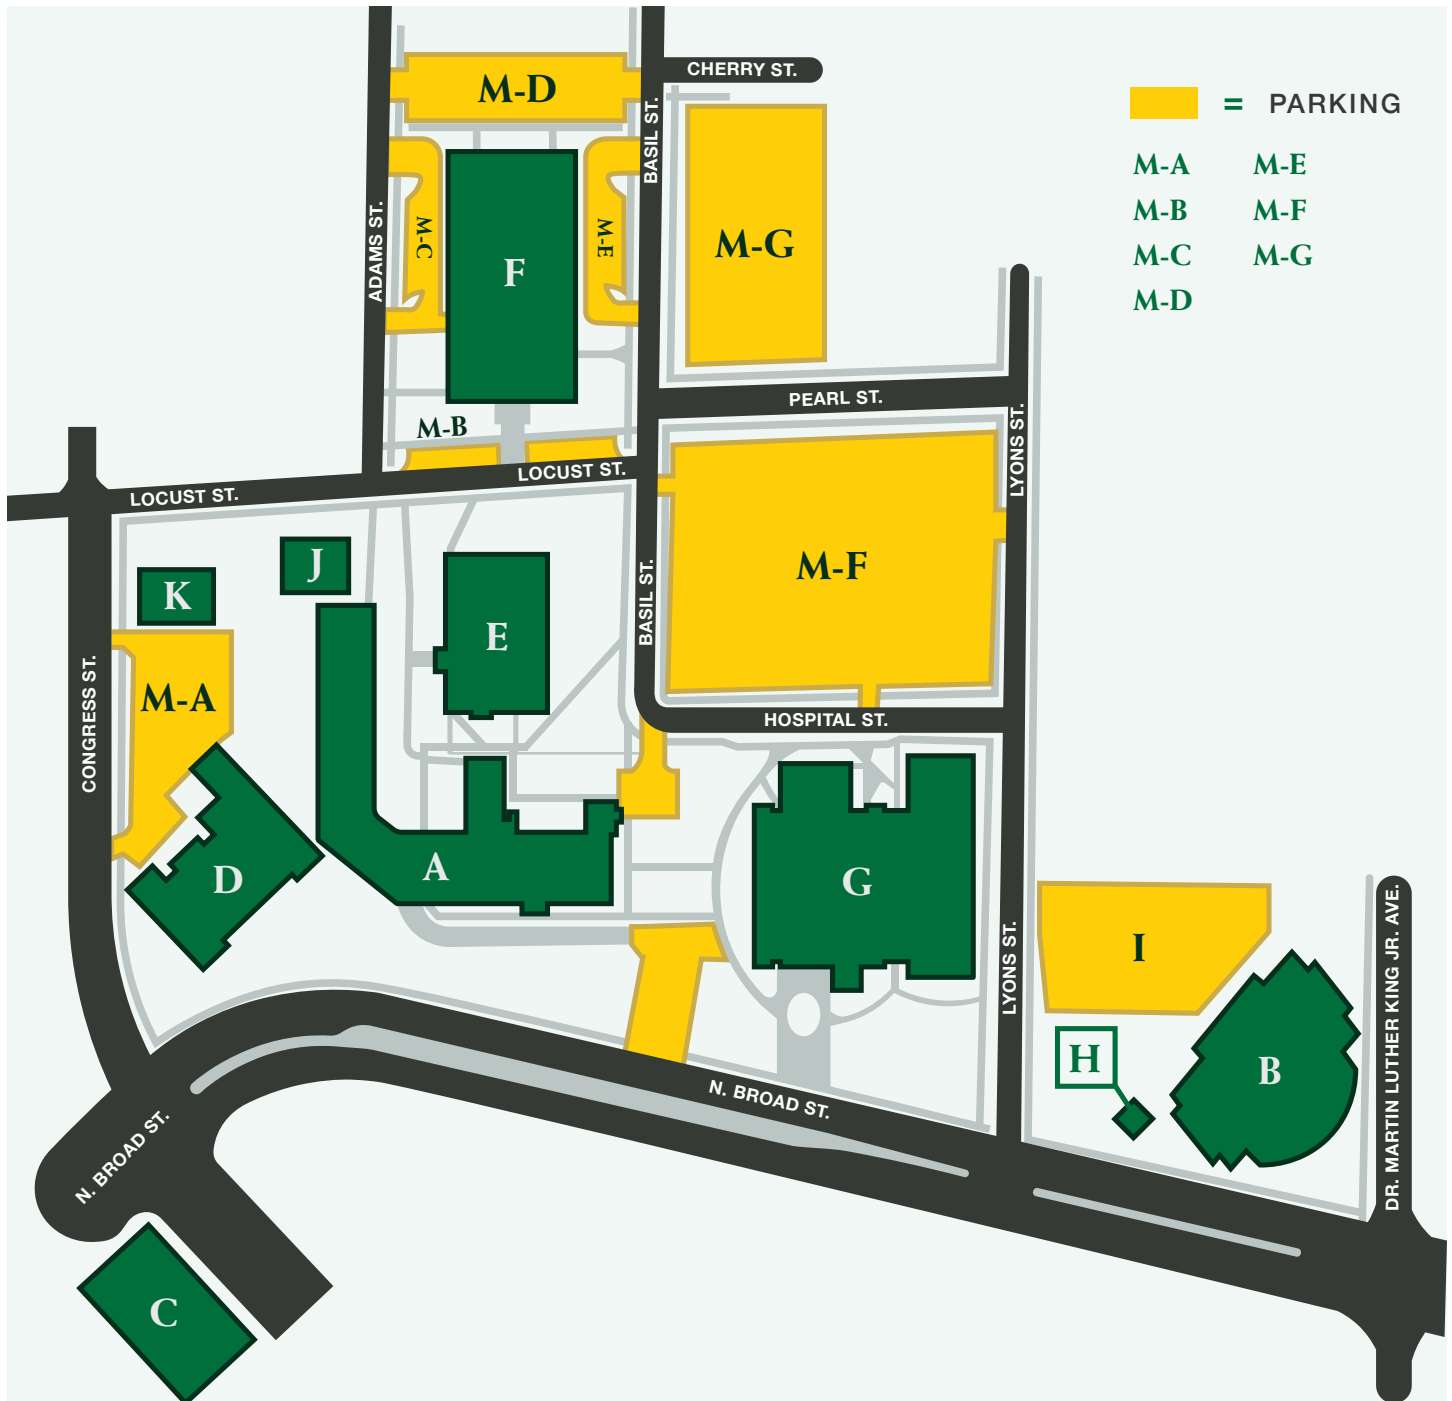 CHERRY ST.
M-D
= PARKING
M-A
M-E
M-B
M-F
M-C
M-G
M-D
BASIL ST.
ADAMS ST.
M-C
F
M-E
M-G
PEARL ST.
LYONS ST.
M-B
LOCUST ST.
LOCUST ST.
J
K
E
BASIL ST.
M-F
CONGRESS ST.
M-A
HOSPITAL ST.
D
A
G
LYONS ST.
I
DR. MARTIN LUTHER KING JR. AVE.
H
B
N. BROAD ST.
N. BROAD ST.
C